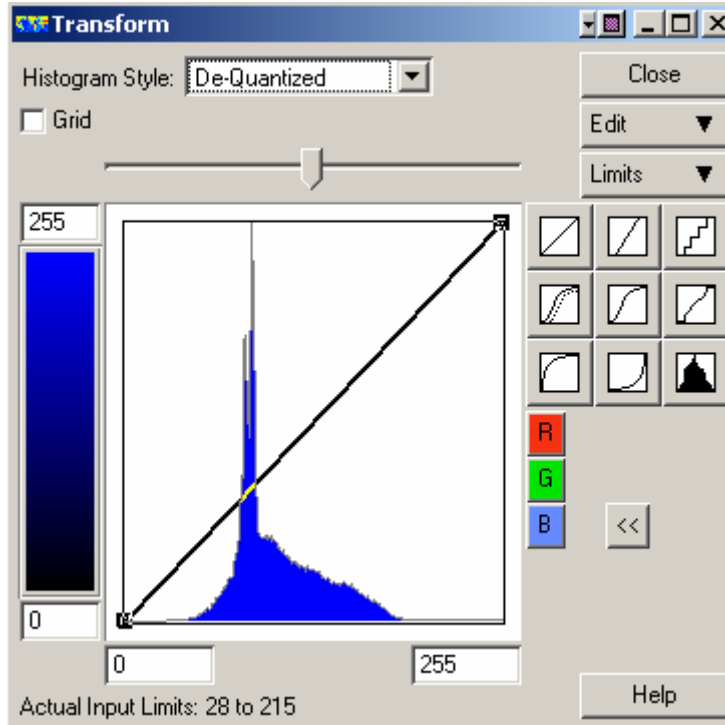 Transform
Histogram Style: De-Quantized
Close
Grid
Edit
Limits
255
R
G
B
<<
0
0
255
Actual Input Limits: 28 to 215
Help